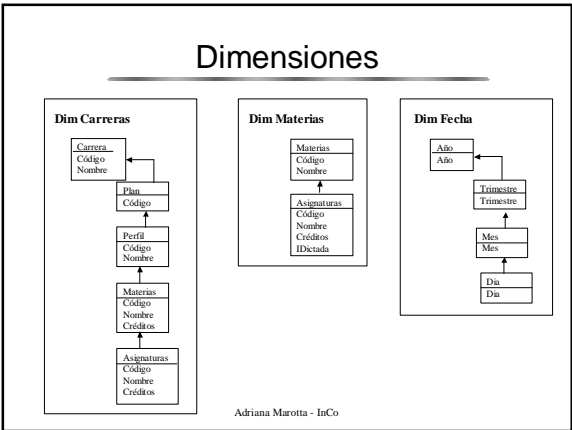 Dimensiones
Dim Carreras
Carrera
Código
Nombre
Plan
Código
Perfil
Código
Nombre
Materias
Código
Nombre
Créditos
Asignaturas
Código
Nombre
Créditos
Dim Materias
Materias
Código
Nombre
Asignaturas
Código
Nombre
Créditos
IDictada
Dim Fecha
Año
Año
Trimestre
Trimestre
Mes
Mes
Dia
Dia
Adriana Marotta - InCo